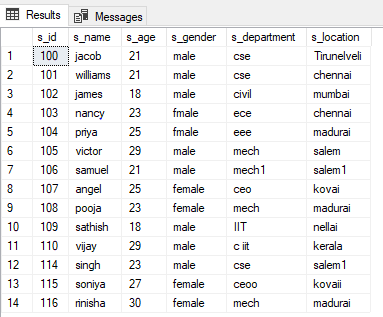 Results Messages
s_id s_name s_age s_gender s_department s_location
1 100 jacob 21 male cse Tirunelveli
2 101 williams 21 male cse chennai
3 102 james 18 male civil mumbai
4 103 nancy 23 fmale ece chennai
5 104 priya 25 fmale eee madurai
6 105 victor 29 male mech salem
7 106 samuel 21 male mech1 salem1
8 107 angel 25 female ceo kovai
9 108 pooja 23 female mech madurai
10 109 sathish 18 male IIT nellai
11 110 vijay 29 male c iit kerala
12 114 singh 23 male cse salem1
13 115 soniya 27 female ceoo kovaii
14 116 rinisha 30 female mech madurai